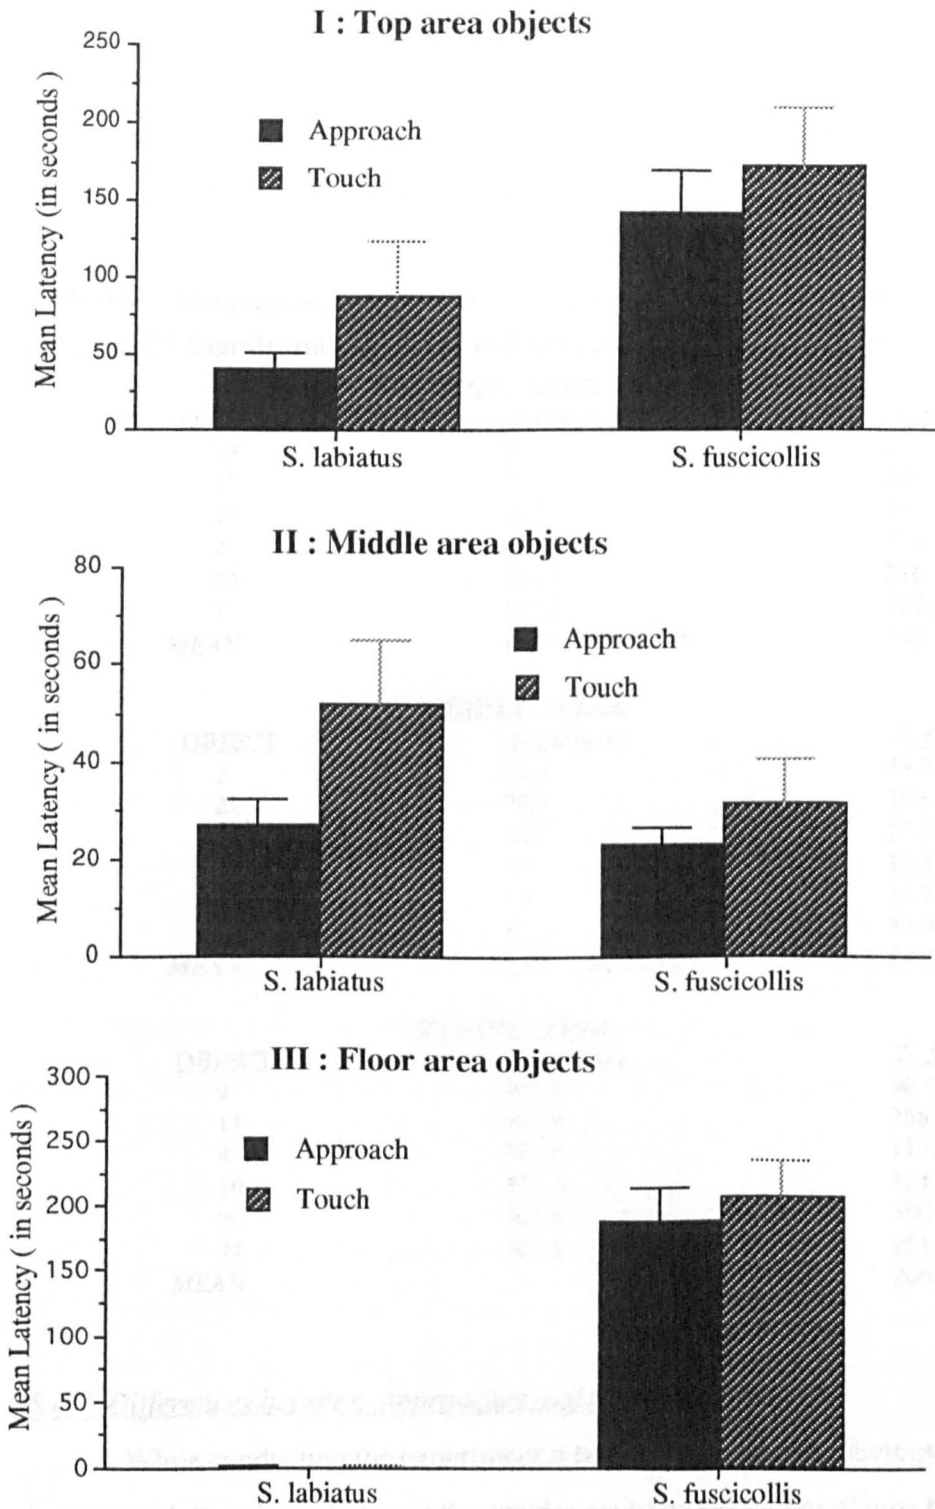 I : Top area objects
Mean Latency (in seconds )
250
200
150
100
50
0
Approach
Touch
S. labiatus
S. fuscicollis
II : Middle area objects
Mean Latency ( in seconds )
80
60
40
20
0
Approach
Touch
S. labiatus
S. fuscicollis
III : Floor area objects
Mean Latency ( in seconds )
300
250
200
150
100
50
0
Approach
Touch
S. labiatus
S. fuscicollis